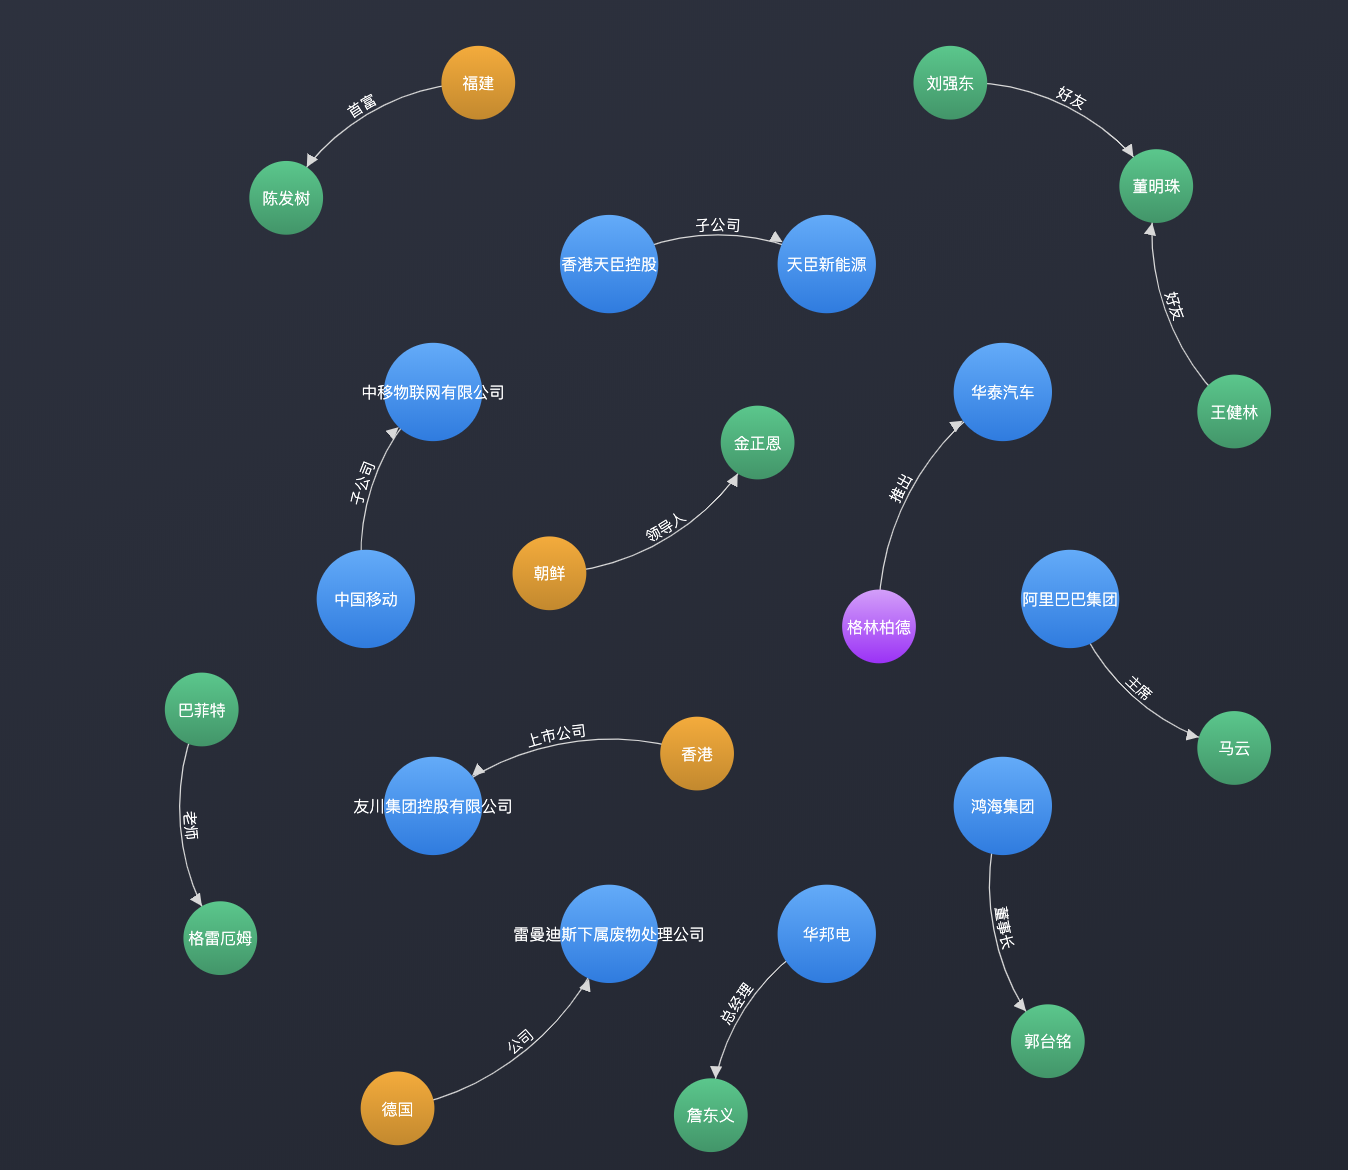 福建
刘强东
首富
好友
陈发树
董明珠
子公司
香港天臣控股
天臣新能源
好友
中移物联网有限公司
华泰汽车
王健林
金正恩
子公司
推出
领导人
朝鲜
中国移动
阿里巴巴集团
格林柏德
主席
巴菲特
上市公司
香港
马云
友川集团控股有限公司
鸿海集团
老师
格雷厄姆
雷曼迪斯下属废物处理公司
华邦电
董事长
总经理
公司
郭台铭
德国
詹东义